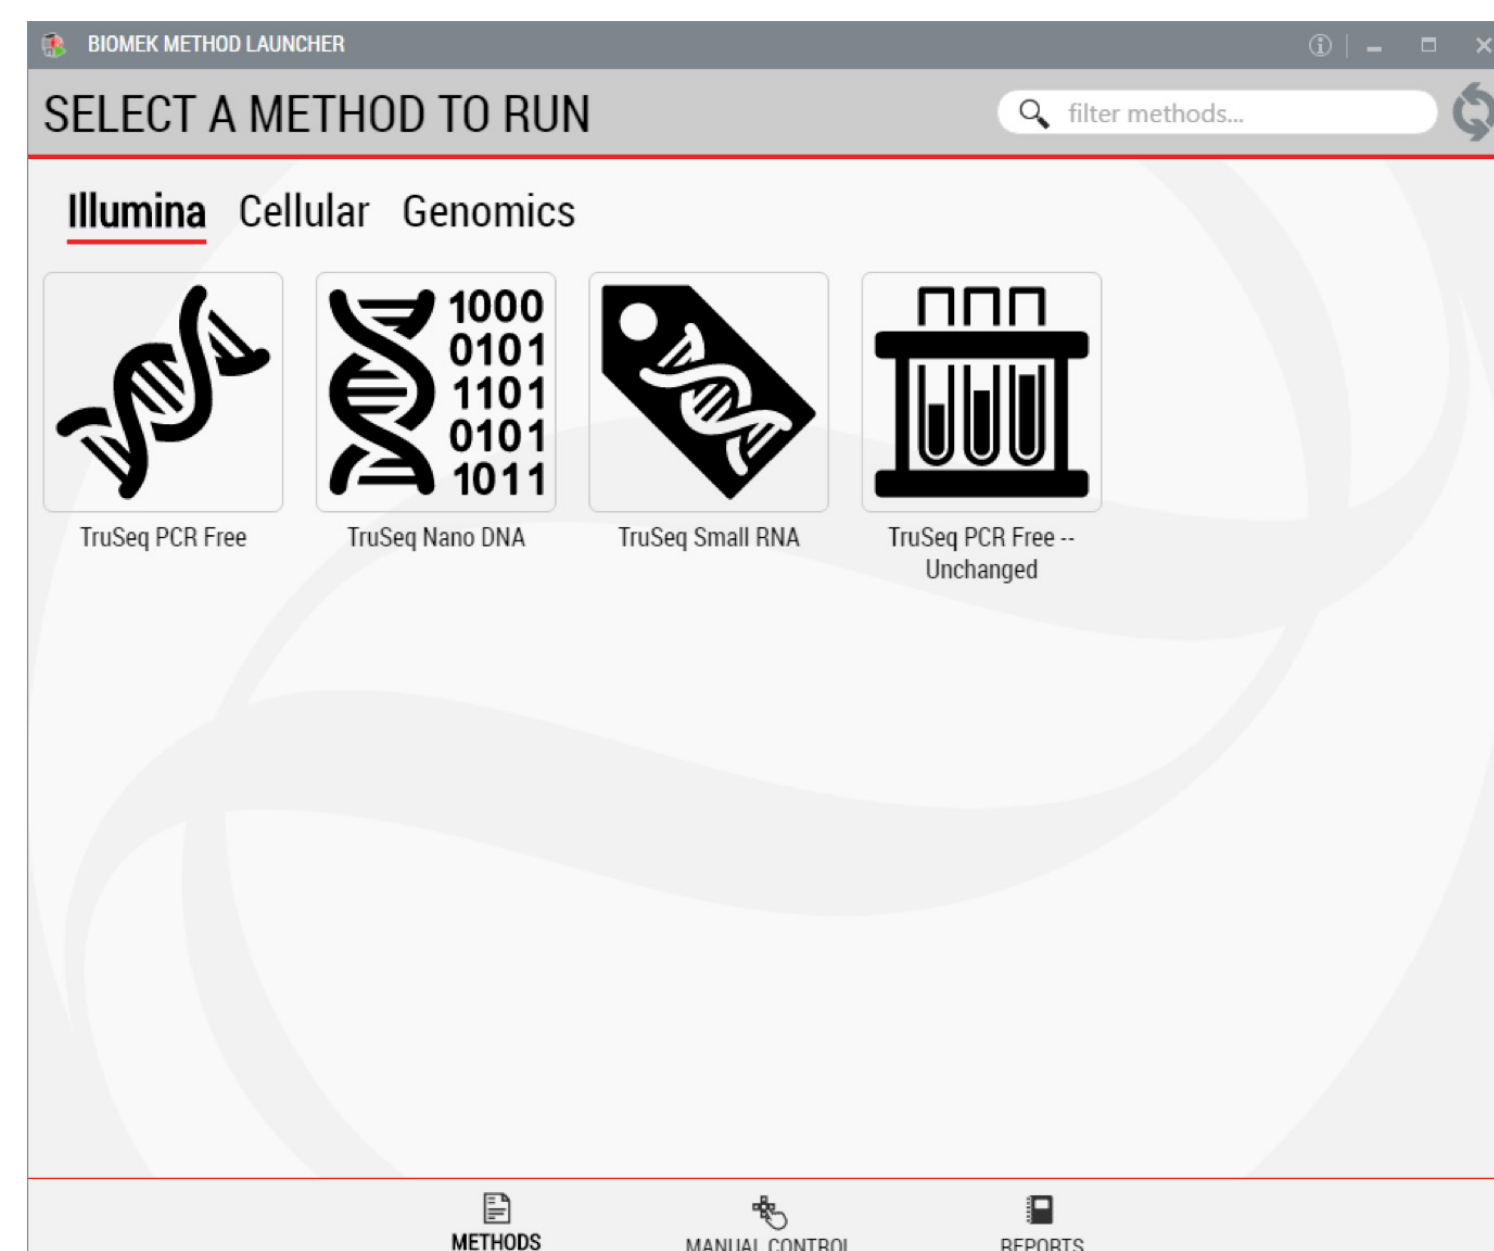 BIOMEK METHOD LAUNCHER
SELECT A METHOD TO RUN
filter methods...
Illumina Cellular Genomics
1000
0101
1101
0101
1011
TruSeq PCR Free
TruSeq Nano DNA
TruSeq Small RNA
TruSeq PCR Free --
Unchanged
METHODS
MANUAL CONTROL
REPORTS